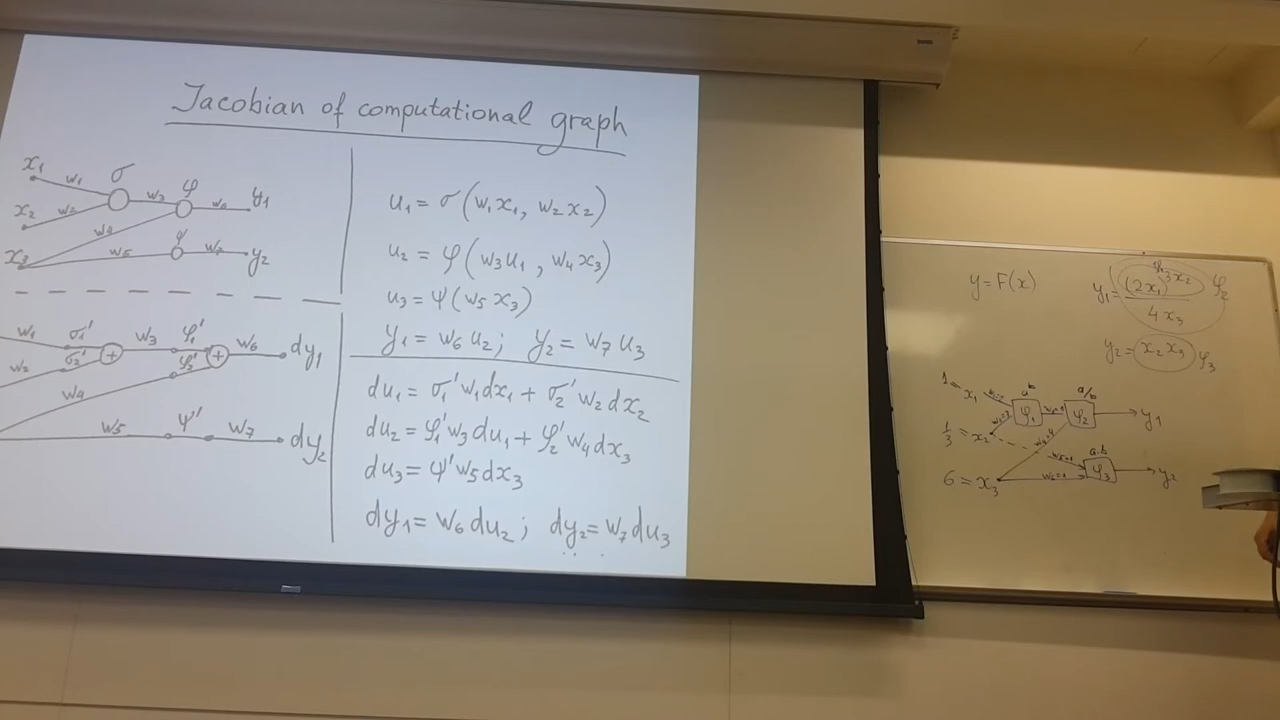 Jacobian of computational graph
x₁ w₁ σ
w₃ φ w₆ y₁
x₂ w₂
w₄
x₃ w₅ ψ w₇ y₂
u₁ = σ(w₁x₁, w₂x₂)
u₂ = φ(w₃u₁, w₄x₃)
u₃ = ψ(w₅x₃)
y₁ = w₆u₂; y₂ = w₇u₃
w₁ σ₁' + w₃ φ₁' + w₆ dy₁
w₂ σ₂' φ₂'
w₄
w₅ ψ' w₇ dy₂
du₁ = σ₁'w₁dx₁ + σ₂'w₂dx₂
du₂ = φ₁'w₃du₁ + φ₂'w₄dx₃
du₃ = ψ'w₅dx₃
dy₁ = w₆du₂; dy₂ = w₇du₃
y = F(x)
y₁ = (2x₁)^3x₂ / 4x₃ φ₂
y₂ = x₂x₃ φ₃
1 = x₁ φ₁ φ₂ a/b y₁
1/3 = x₂
6 = x₃ a·b φ₃ y₂